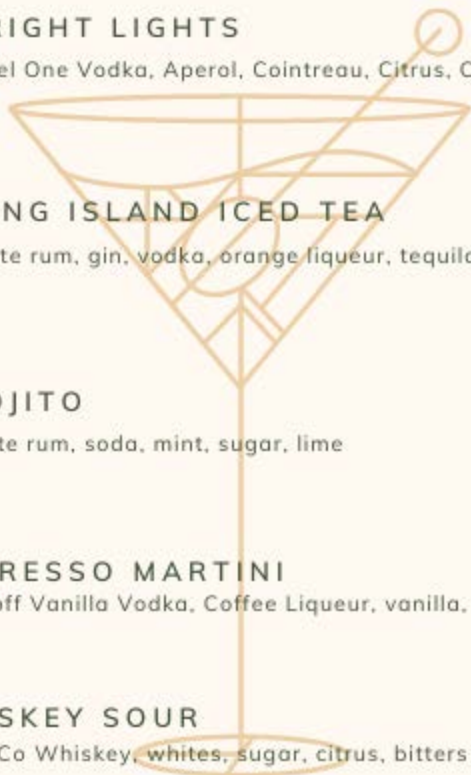 RIGHT LIGHTS
el One Vodka, Aperol, Cointreau, Citrus, C
NG ISLAND ICED TEA
te rum, gin, vodka, orange liqueur, tequila
OJITO
te rum, soda, mint, sugar, lime
RESSO MARTINI
off Vanilla Vodka, Coffee Liqueur, vanilla,
SKEY SOUR
Co Whiskey, whites, sugar, citrus, bitters